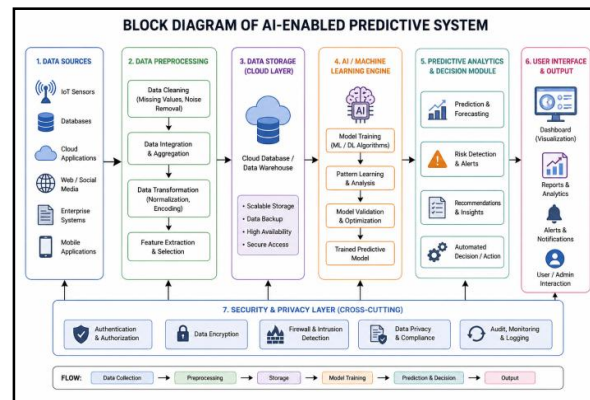 BLOCK DIAGRAM OF AI-ENABLED PREDICTIVE SYSTEM
1. DATA SOURCES
IoT Sensors
Databases
Cloud
Applications
Web / Social
Media
Enterprise
Systems
Mobile
Applications
2. DATA PREPROCESSING
Data Cleaning
(Missing Values, Noise
Removal)
Data Integration
& Aggregation
Data Transformation
(Normalization,
Encoding)
Feature Extraction
& Selection
3. DATA STORAGE
(CLOUD LAYER)
Cloud Database /
Data Warehouse
• Scalable Storage
• Data Backup
• High Availability
• Secure Access
4. AI / MACHINE
LEARNING ENGINE
AI
Model Training
(ML / DL Algorithms)
Pattern Learning
& Analysis
Model Validation
& Optimization
Trained Predictive
Model
5. PREDICTIVE ANALYTICS
& DECISION MODULE
Prediction &
Forecasting
Risk Detection
& Alerts
Recommendations
& Insights
Automated
Decision / Action
6. USER INTERFACE
& OUTPUT
Dashboard
(Visualization)
Reports &
Analytics
Alerts &
Notifications
User / Admin
Interaction
7. SECURITY & PRIVACY LAYER (CROSS-CUTTING)
Authentication
& Authorization
Data Encryption
Firewall & Intrusion
Detection
Data Privacy
& Compliance
Audit, Monitoring
& Logging
FLOW:
Data Collection
Preprocessing
Storage
Model Training
Prediction & Decision
Output